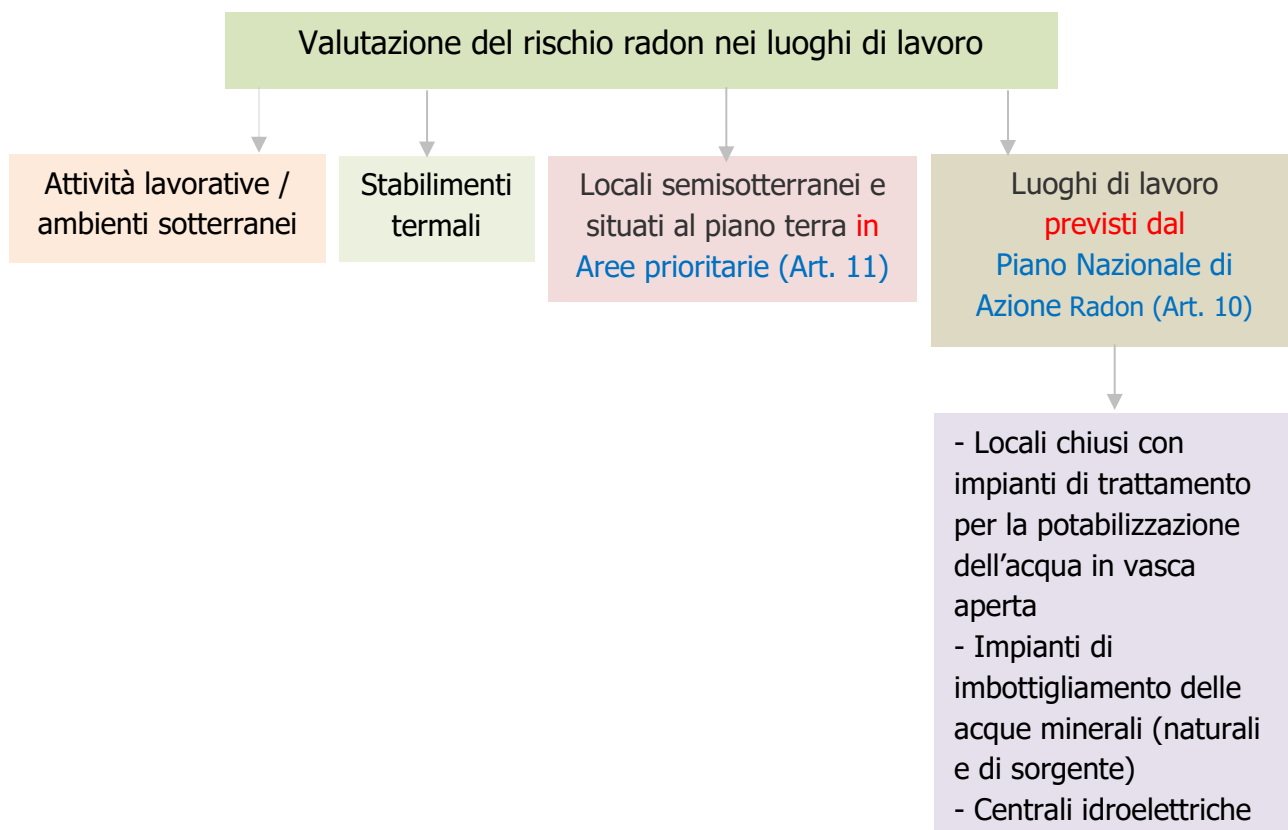 Valutazione del rischio radon nei luoghi di lavoro
Attività lavorative /
ambienti sotterranei
Stabilimenti
termali
Locali semisotterranei e
situati al piano terra in
Aree prioritarie (Art. 11)
Luoghi di lavoro
previsti dal
Piano Nazionale di
Azione Radon (Art. 10)
- Locali chiusi con
impianti di trattamento
per la potabilizzazione
dell’acqua in vasca
aperta
- Impianti di
imbottigliamento delle
acque minerali (naturali
e di sorgente)
- Centrali idroelettriche